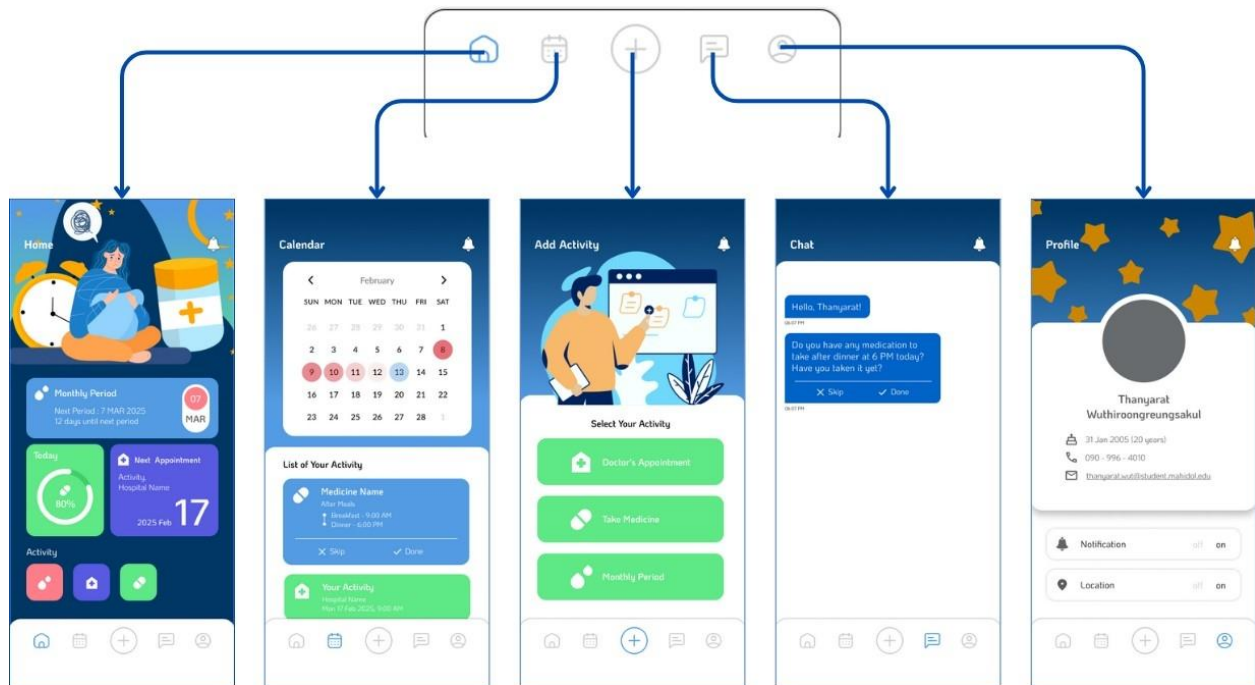 Home
Monthly Period
Next Period : 7 MAR 2025
12 days until next period
07
MAR
Today
80%
Next Appointment
Activity,
Hospital Name
2025 Feb 17
Activity
Calendar
February
SUN MON TUE WED THU FRI SAT
26 27 28 29 30 31 1
2 3 4 5 6 7 8
9 10 11 12 13 14 15
16 17 18 19 20 21 22
23 24 25 26 27 28 1
List of Your Activity
Medicine Name
After Meals
Breakfast - 9:00 AM
Dinner - 6:00 PM
Skip Done
Your Activity
Hospital Name
Mon 17 Feb 2025, 9:00 AM
Add Activity
Select Your Activity
Doctor's Appointment
Take Medicine
Monthly Period
Chat
Hello, Thanyarat!
06:07 PM
Do you have any medication to
take after dinner at 6 PM today?
Have you taken it yet?
Skip Done
06:07 PM
Profile
Thanyarat
Wuthiroongreungsakul
31 Jan 2005 (20 years)
090 - 996 - 4010
thanyarat.wut@student.mahidol.edu
Notification off on
Location off on